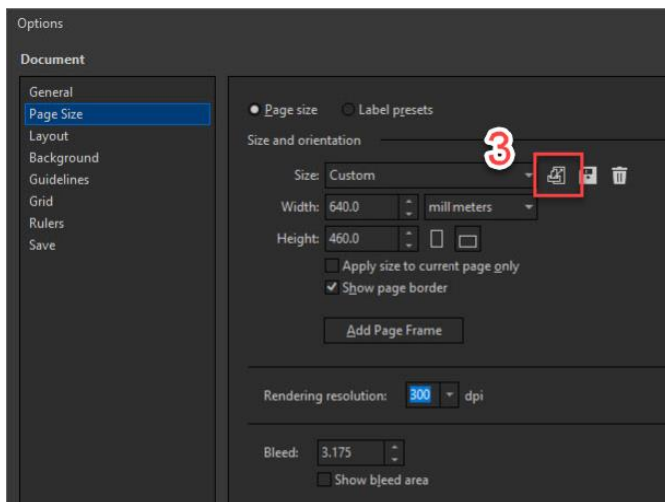 Options
Document
General
Page Size
Layout
Background
Guidelines
Grid
Rulers
Save
Page size Label presets
Size and orientation
3
Size: Custom
Width: 640.0 mill meters
Height: 460.0
Apply size to current page only
Show page border
Add Page Frame
Rendering resolution: 300 dpi
Bleed: 3.175
Show bleed area